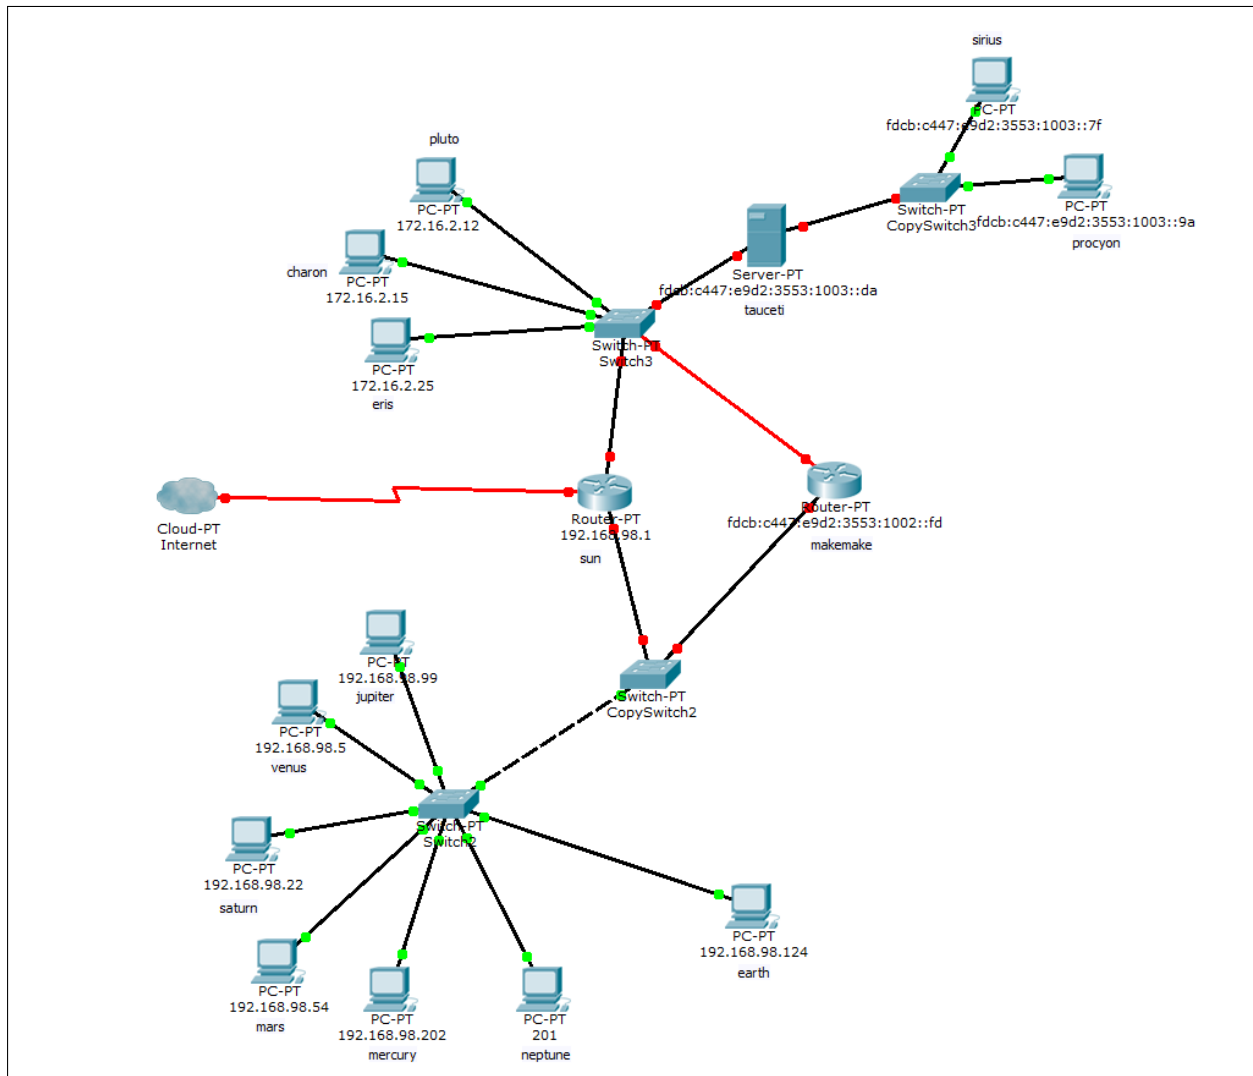 sirius
PC-PT
fdcb:c447:e9d2:3553:1003::7f
pluto
PC-PT
172.16.2.12
Switch-PT
CopySwitch3
PC-PT
fdcb:c447:e9d2:3553:1003::9a
procyon
charon
PC-PT
172.16.2.15
Server-PT
fdcb:c447:e9d2:3553:1003::da
tauceti
Switch-PT
Switch3
PC-PT
172.16.2.25
eris
Cloud-PT
Internet
Router-PT
192.168.98.1
sun
Router-PT
fdcb:c447:e9d2:3553:1002::fd
makemake
PC-PT
192.168.98.99
jupiter
Switch-PT
CopySwitch2
PC-PT
192.168.98.5
venus
Switch-PT
Switch2
PC-PT
192.168.98.22
saturn
PC-PT
192.168.98.124
earth
PC-PT
192.168.98.54
mars
PC-PT
192.168.98.202
mercury
PC-PT
201
neptune